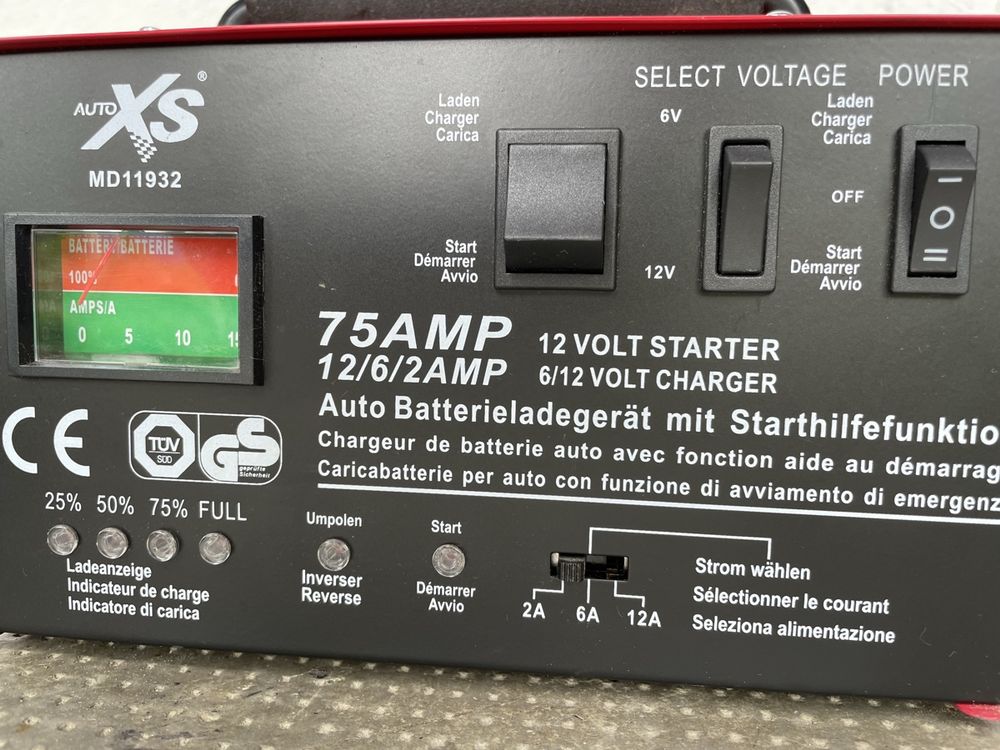 AUTO XS ®
MD11932
Laden
Charger
Carica
Start
Démarrer
Avvio
SELECT VOLTAGE
6V
12V
POWER
Laden
Charger
Carica
OFF
Start
Démarrer
Avvio
BATTERY/BATTERIE
100%
AMPS/A
0 5 10 15
75AMP 12 VOLT STARTER
12/6/2AMP 6/12 VOLT CHARGER
Auto Batterieladegerät mit Starthilfefunktio
Chargeur de batterie auto avec fonction aide au démarrag
Caricabatterie per auto con funzione di avviamento di emergenz
CE
TÜV
SÜD
GS
geprüfte
Sicherheit
25% 50% 75% FULL
Ladeanzeige
Indicateur de charge
Indicatore di carica
Umpolen
Inverser
Reverse
Start
Démarrer
Avvio
2A 6A 12A
Strom wählen
Sélectionner le courant
Seleziona alimentazione